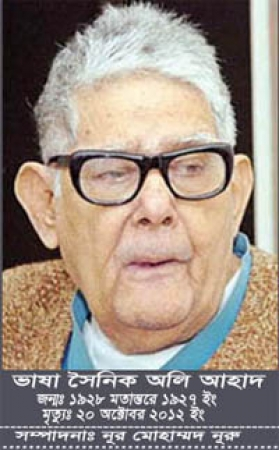 ভাষা সৈনিক অলি আহাদ
জন্মঃ ১৯২৮ মতান্তরে ১৯২৭ ইং
মৃত্যুঃ ২০ অক্টোবর ২০১২ ইং
সম্পাদনাঃ নুর মোহাম্মদ নূরু